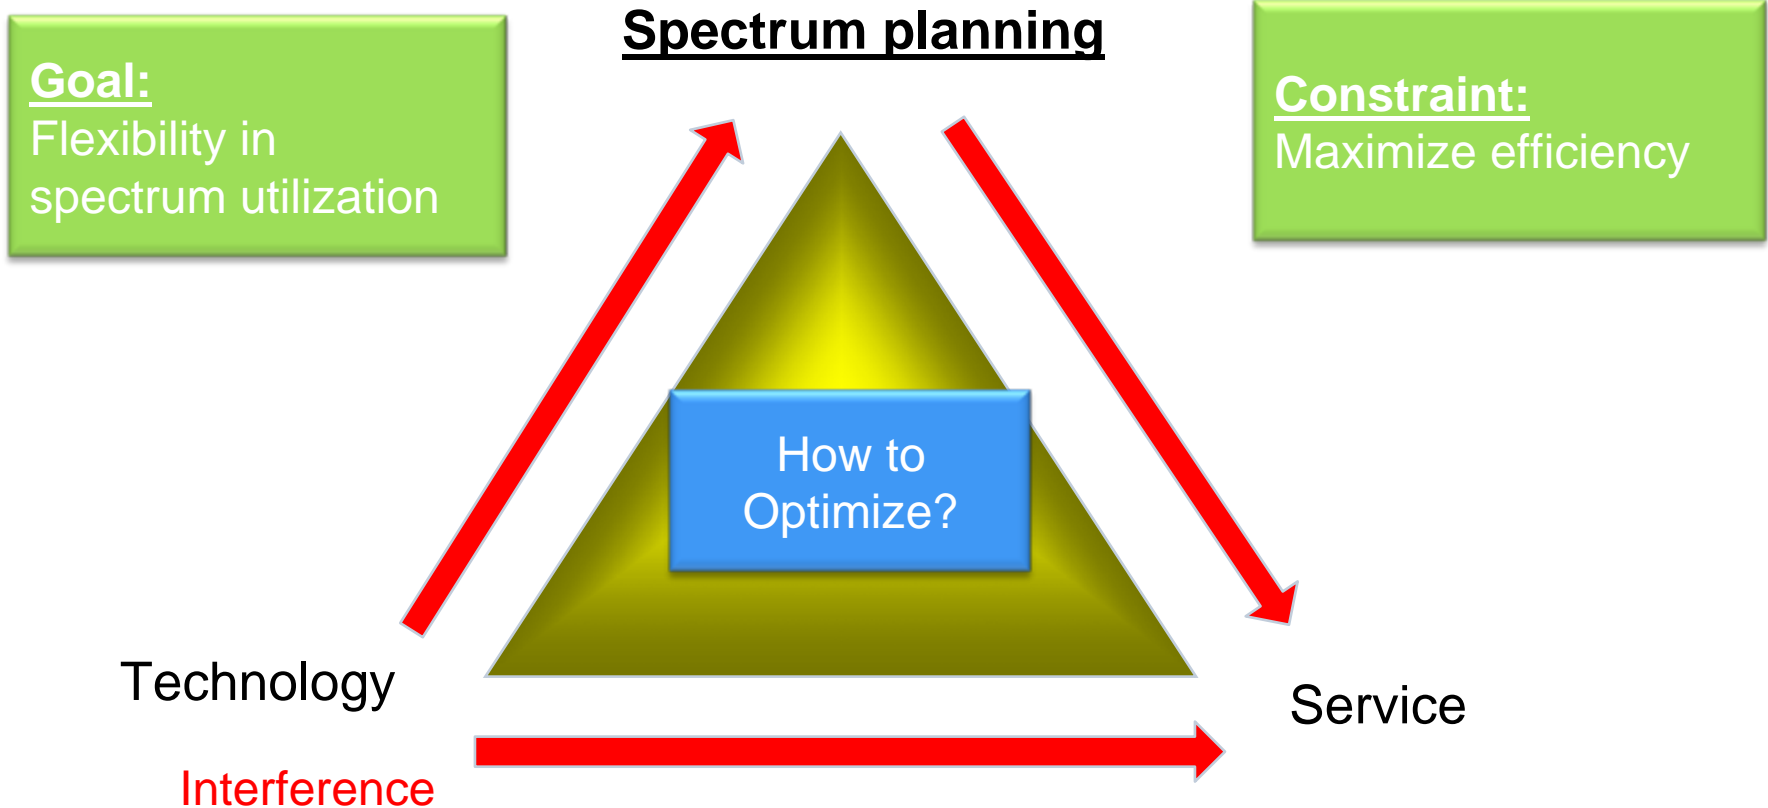 Spectrum planning
Goal:
Flexibility in
spectrum utilization
Constraint:
Maximize efficiency
How to
Optimize?
Technology
Service
Interference